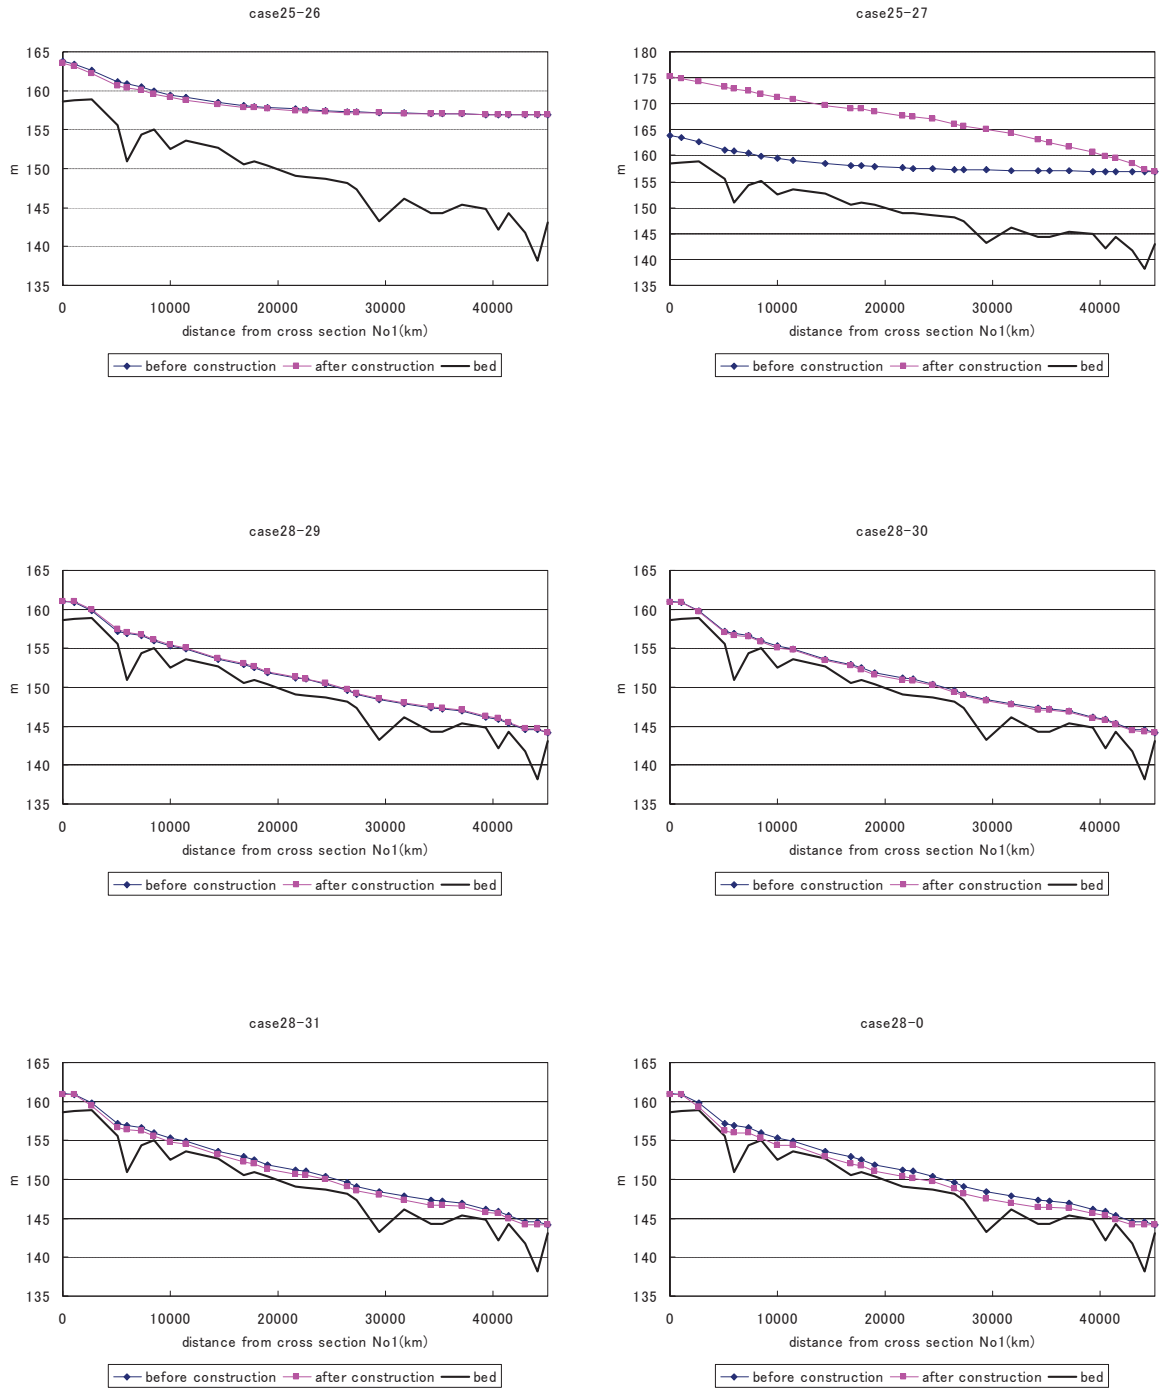 case25-26
165
160
155
150
145
140
135
m
0 10000 20000 30000 40000
distance from cross section No1(km)
before construction after construction bed
case25-27
180
175
170
165
160
155
150
145
140
135
m
0 10000 20000 30000 40000
distance from cross section No1(km)
before construction after construction bed
case28-29
165
160
155
150
145
140
135
m
0 10000 20000 30000 40000
distance from cross section No1(km)
before construction after construction bed
case28-30
165
160
155
150
145
140
135
m
0 10000 20000 30000 40000
distance from cross section No1(km)
before construction after construction bed
case28-31
165
160
155
150
145
140
135
m
0 10000 20000 30000 40000
distance from cross section No1(km)
before construction after construction bed
case28-0
165
160
155
150
145
140
135
m
0 10000 20000 30000 40000
distance from cross section No1(km)
before construction after construction bed